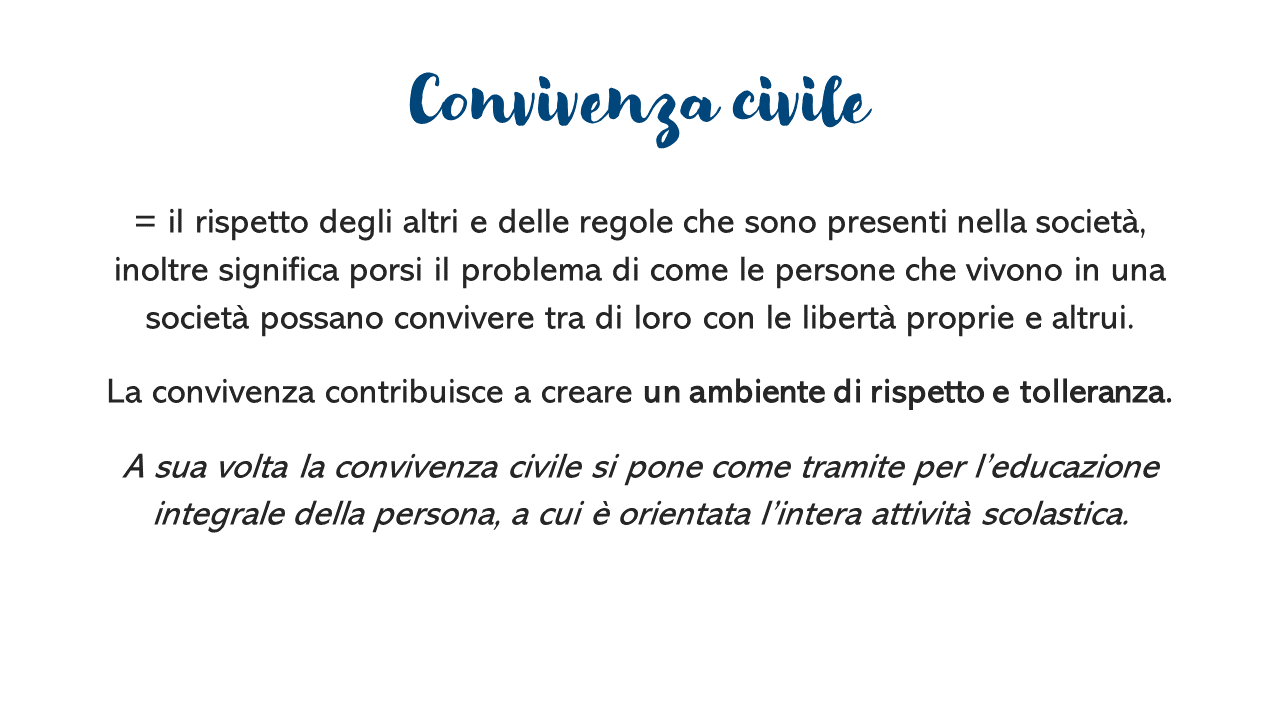 Convivenza civile
= il rispetto degli altri e delle regole che sono presenti nella società,
inoltre significa porsi il problema di come le persone che vivono in una
società possano convivere tra di loro con le libertà proprie e altrui.
La convivenza contribuisce a creare un ambiente di rispetto e tolleranza.
A sua volta la convivenza civile si pone come tramite per l’educazione
integrale della persona, a cui è orientata l’intera attività scolastica.